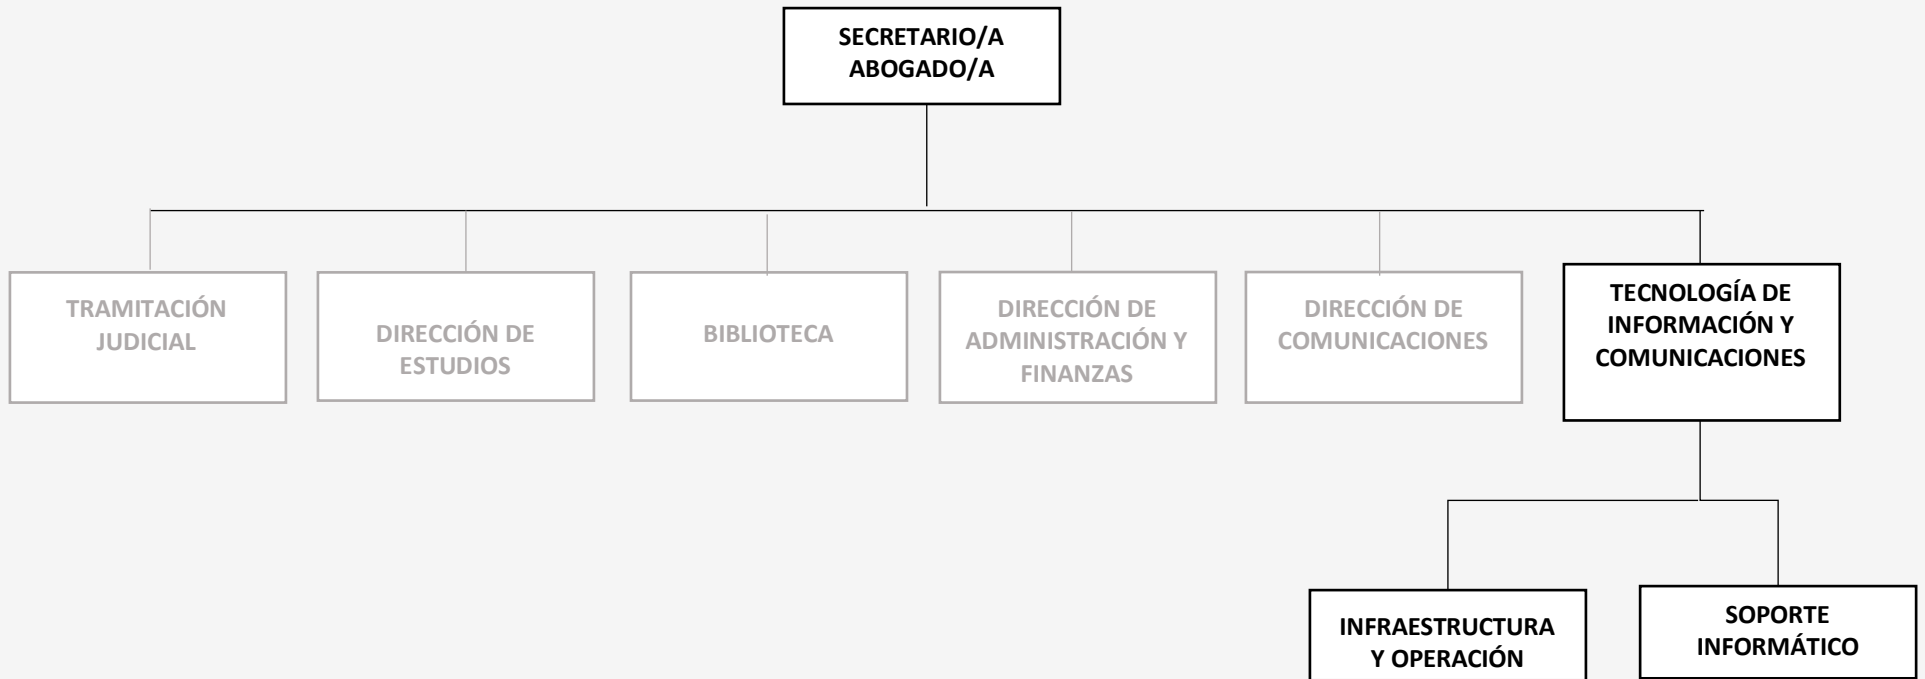 SECRETARIO/A
ABOGADO/A
TRAMITACIÓN
JUDICIAL
DIRECCIÓN DE
ESTUDIOS
BIBLIOTECA
DIRECCIÓN DE
ADMINISTRACIÓN Y
FINANZAS
DIRECCIÓN DE
COMUNICACIONES
TECNOLOGÍA DE
INFORMACIÓN Y
COMUNICACIONES
INFRAESTRUCTURA
Y OPERACIÓN
SOPORTE
INFORMÁTICO